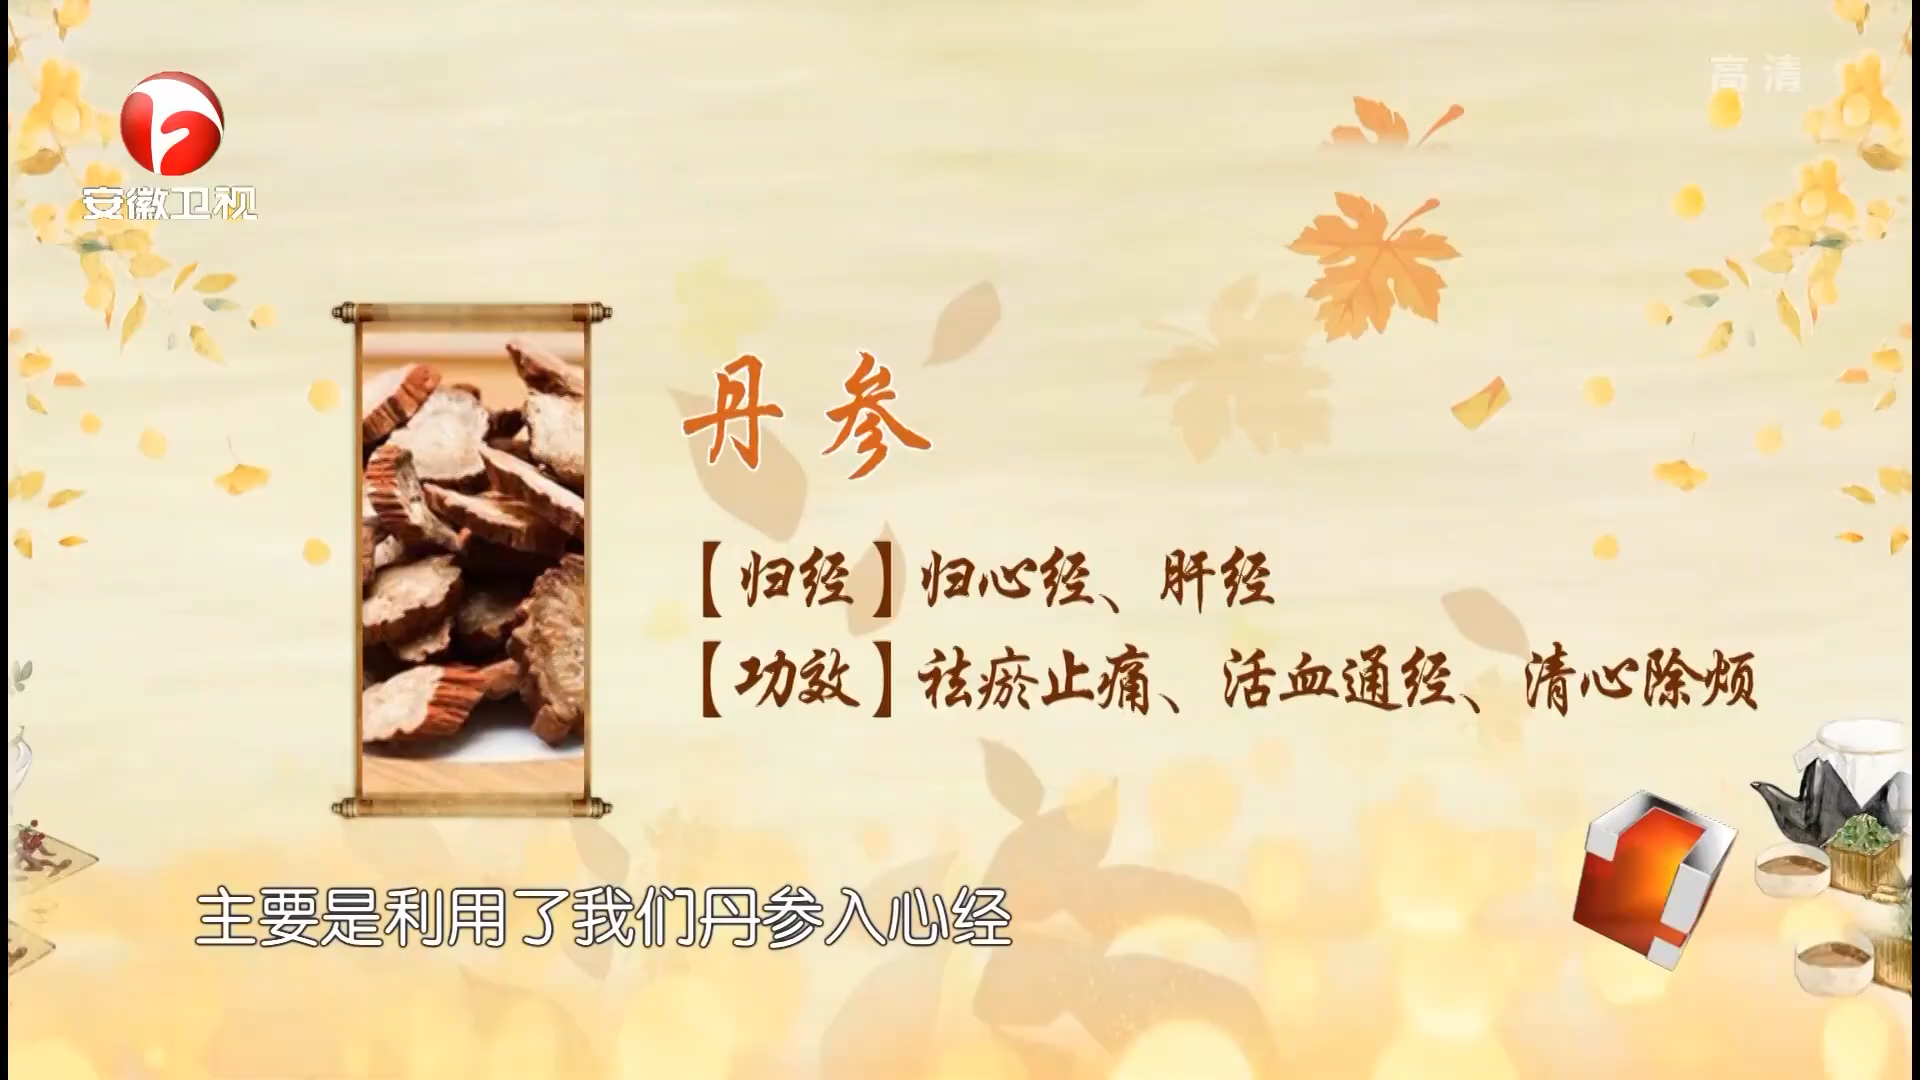 高清
安徽卫视
丹参
【归经】归心经、肝经
【功效】祛瘀止痛、活血通经、清心除烦
主要是利用了我们丹参入心经